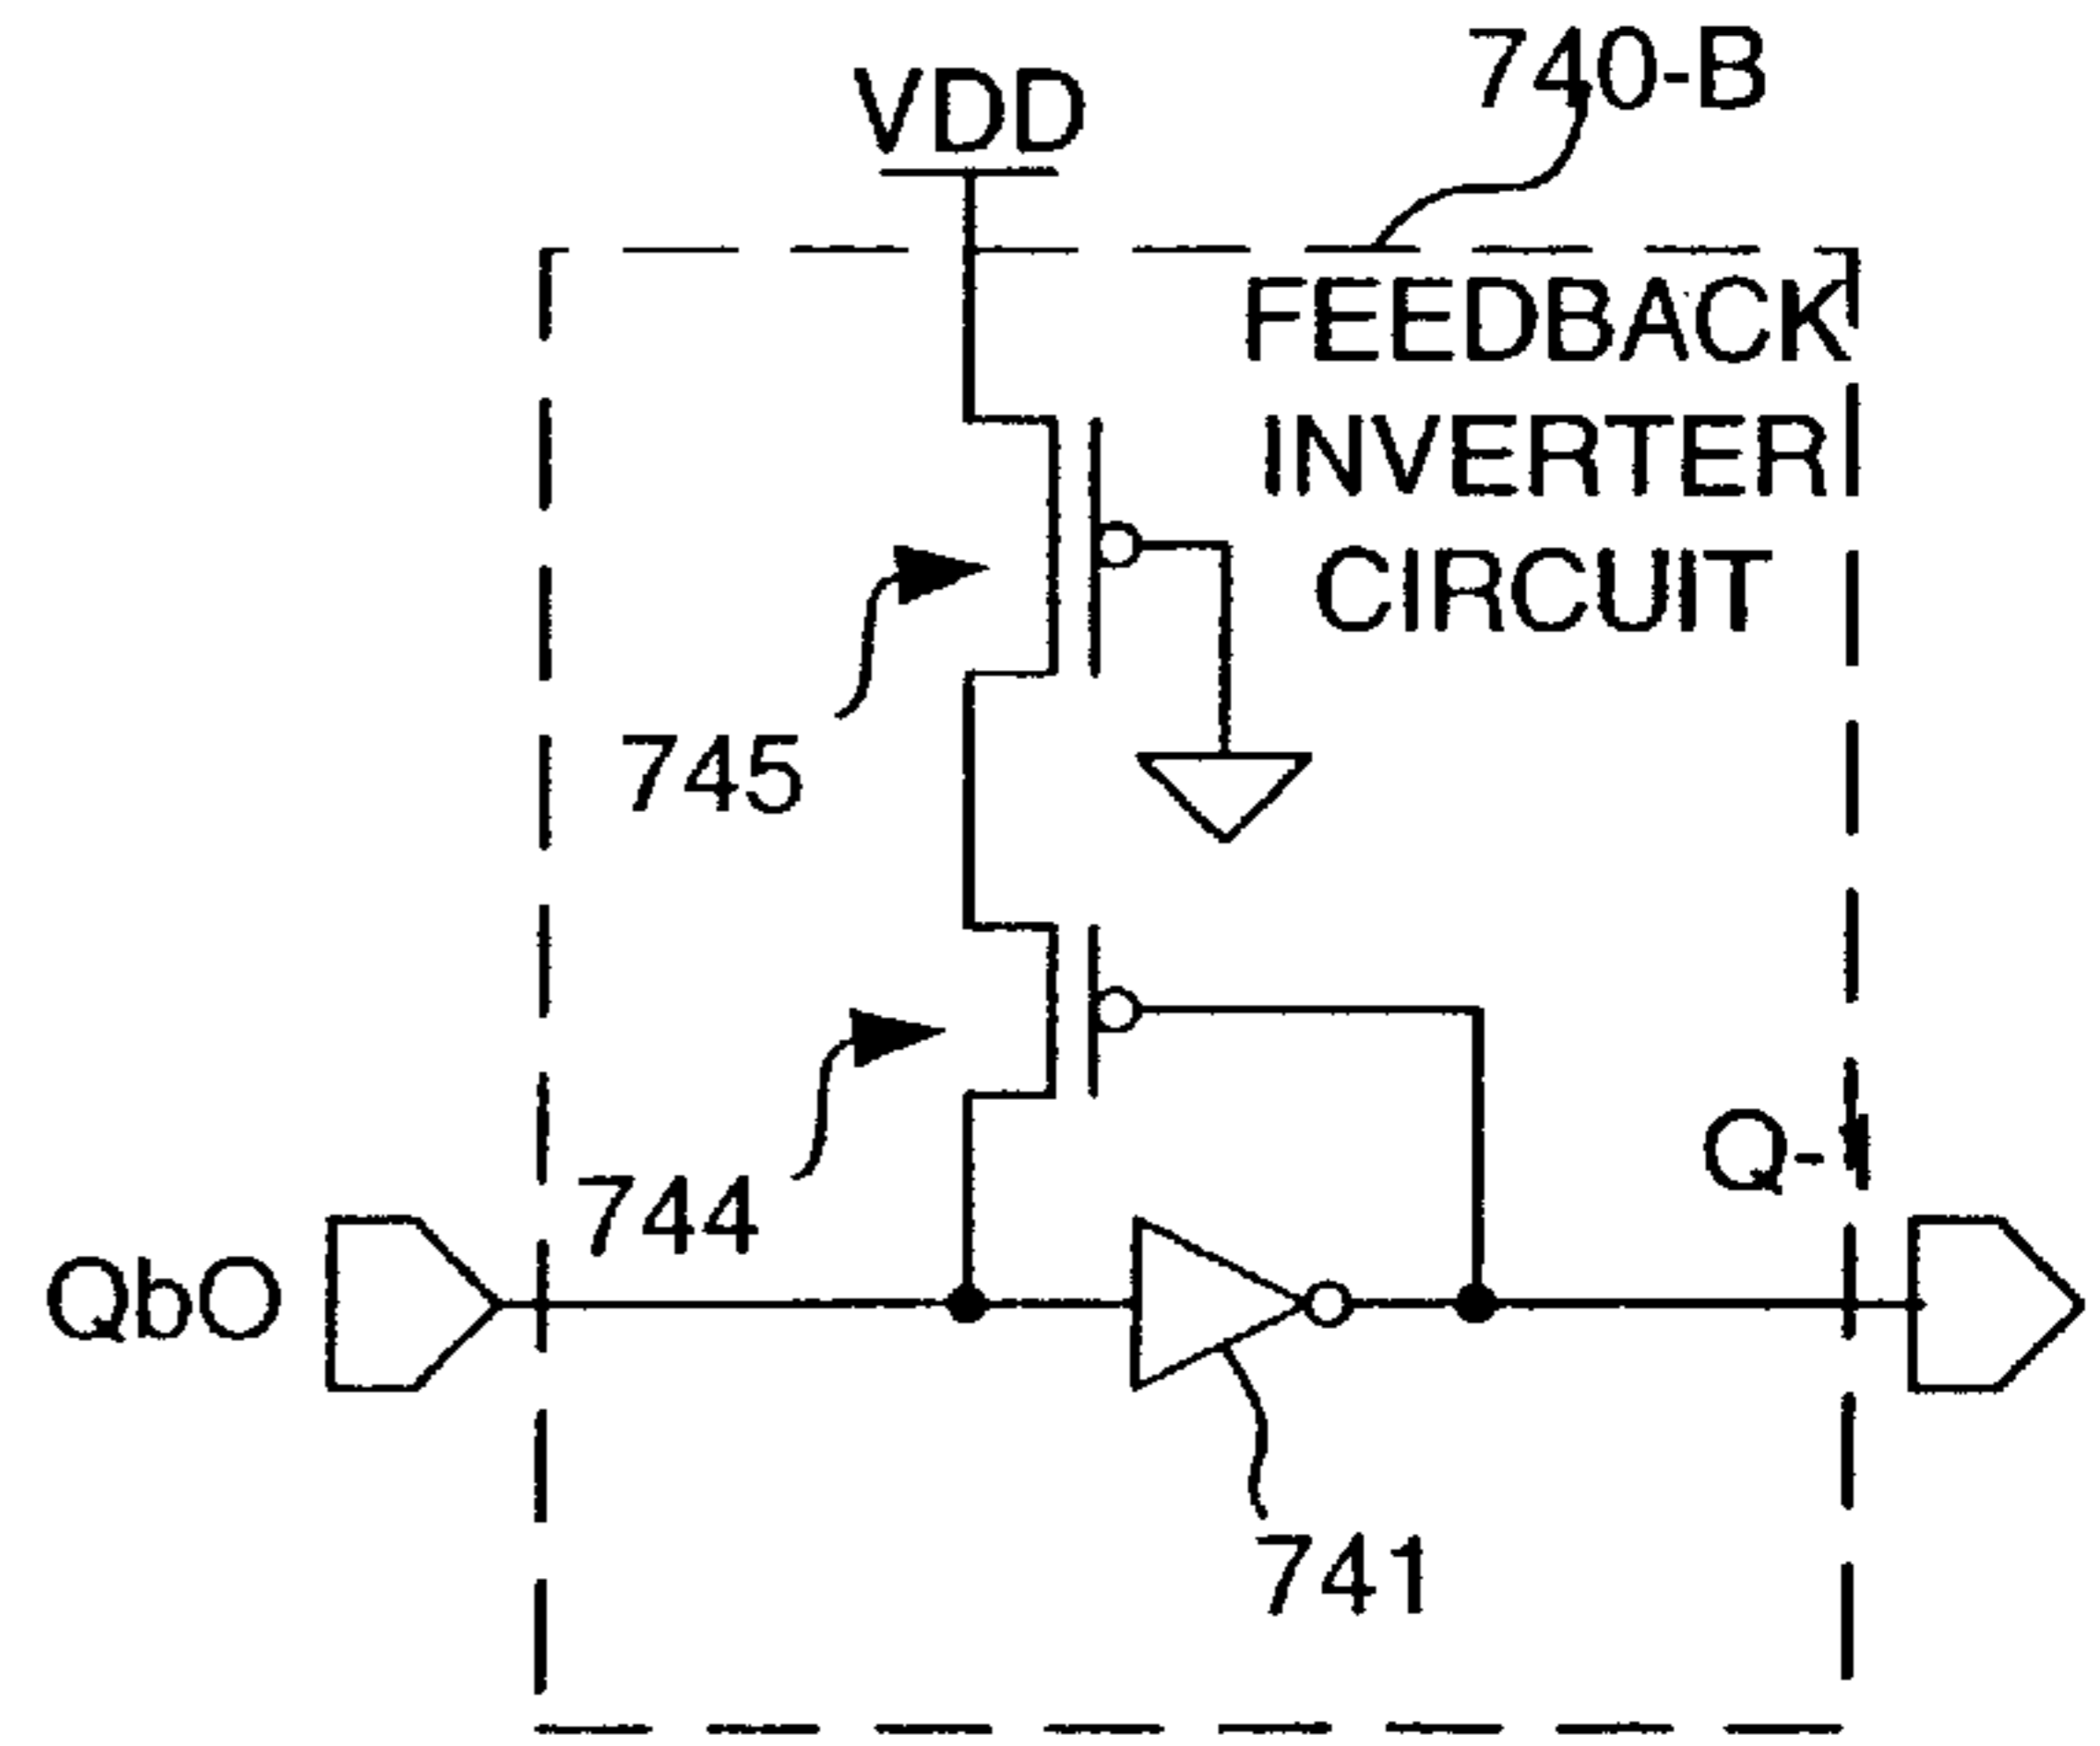 740-B
VDD
FEEDBACK
INVERTER
CIRCUIT
745
744
Q-1
QbO
741